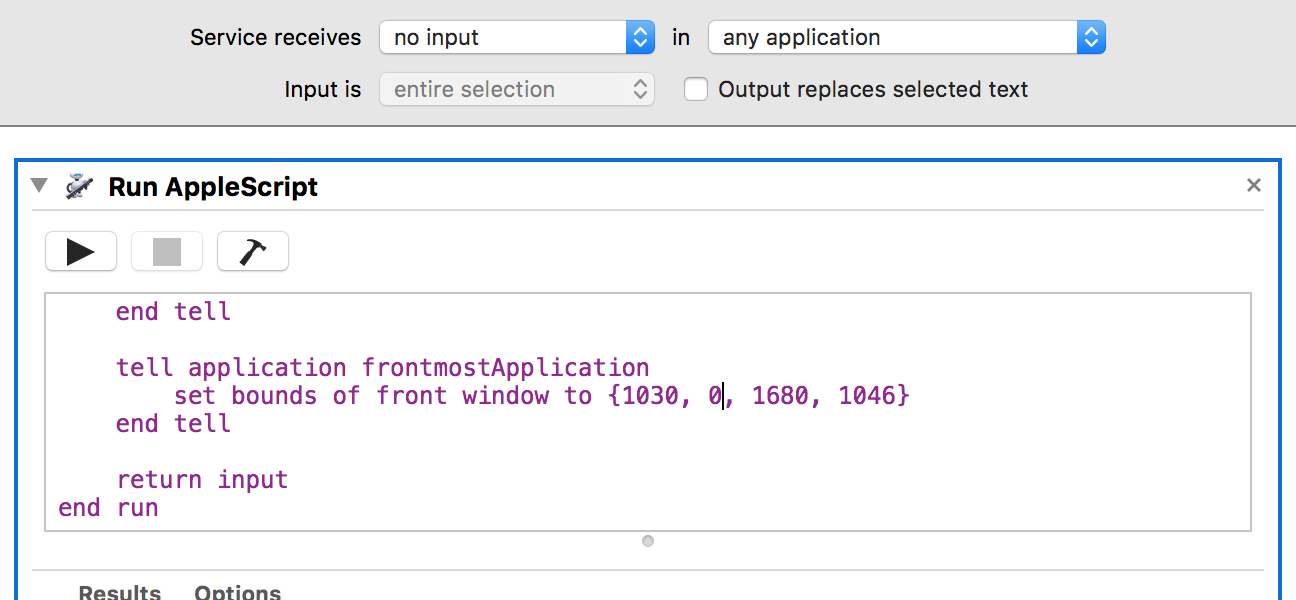 Service receives no input in any application
Input is entire selection Output replaces selected text
Run AppleScript
end tell
tell application frontmostApplication
set bounds of front window to {1030, 0, 1680, 1046}
end tell
return input
end run
Results Options